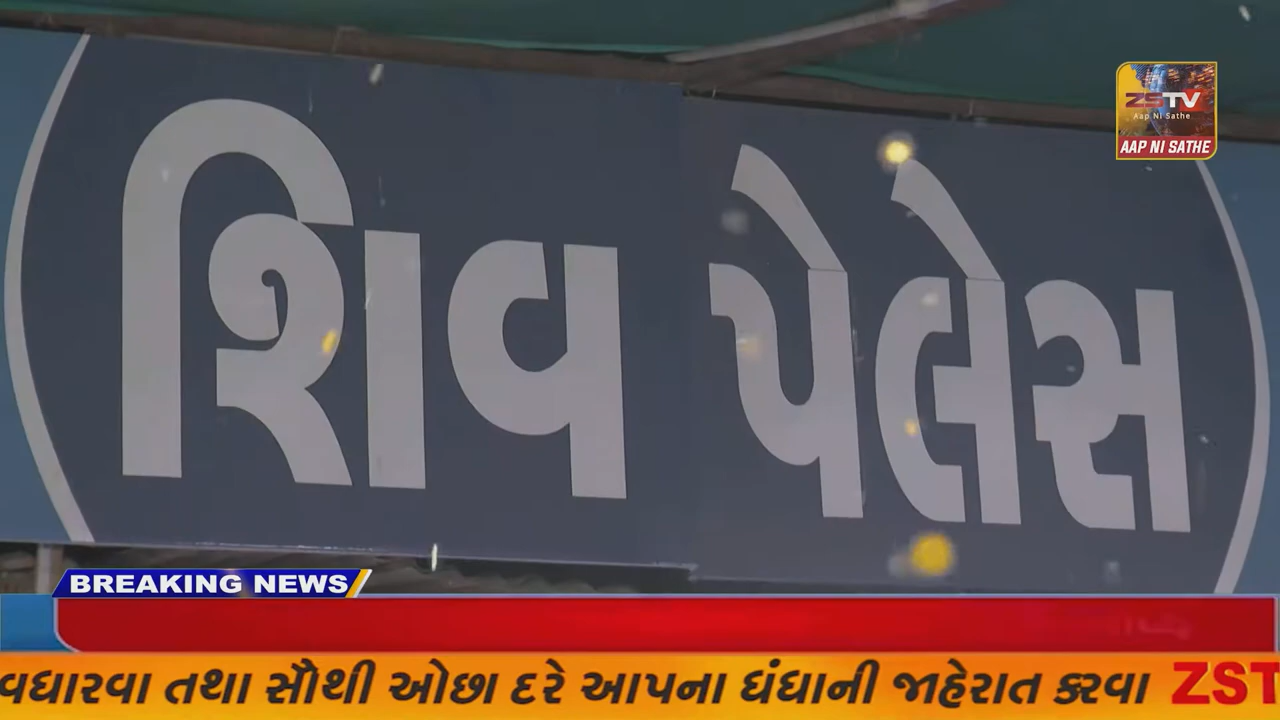 ZSTV
Aap Ni Sathe
AAP NI SATHE
શિવ પેલેસ
BREAKING NEWS
વધારવા તથા સૌથી ઓછા દરે આપના ધંધાની જાહેરાત કરવા ZST